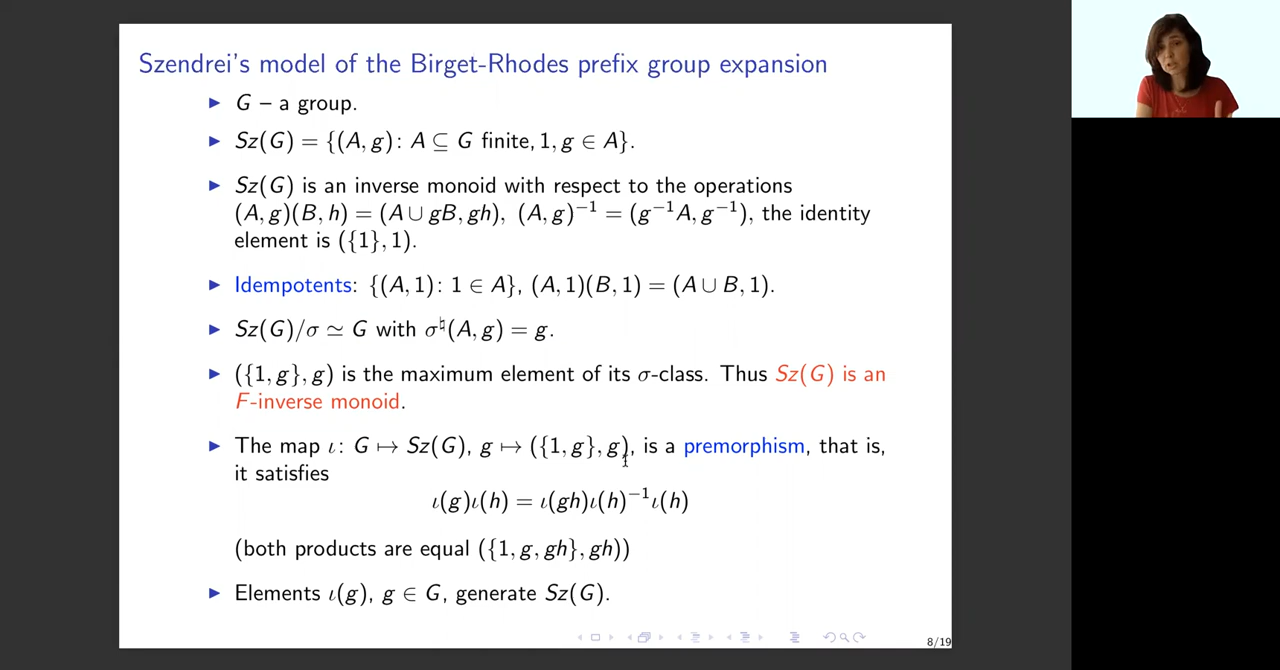 Szendrei's model of the Birget-Rhodes prefix group expansion
▶ G – a group.
▶ Sz(G) = {(A, g): A ⊆ G finite, 1, g ∈ A}.
▶ Sz(G) is an inverse monoid with respect to the operations
(A, g)(B, h) = (A ∪ gB, gh), (A, g)⁻¹ = (g⁻¹A, g⁻¹), the identity
element is ({1}, 1).
▶ Idempotents: {(A, 1): 1 ∈ A}, (A, 1)(B, 1) = (A ∪ B, 1).
▶ Sz(G)/σ ≃ G with σ♮(A, g) = g.
▶ ({1, g}, g) is the maximum element of its σ-class. Thus Sz(G) is an
F-inverse monoid.
▶ The map ι: G ↦ Sz(G), g ↦ ({1, g}, g), is a premorphism, that is,
it satisfies
ι(g)ι(h) = ι(gh)ι(h)⁻¹ι(h)
(both products are equal ({1, g, gh}, gh))
▶ Elements ι(g), g ∈ G, generate Sz(G).
8/19